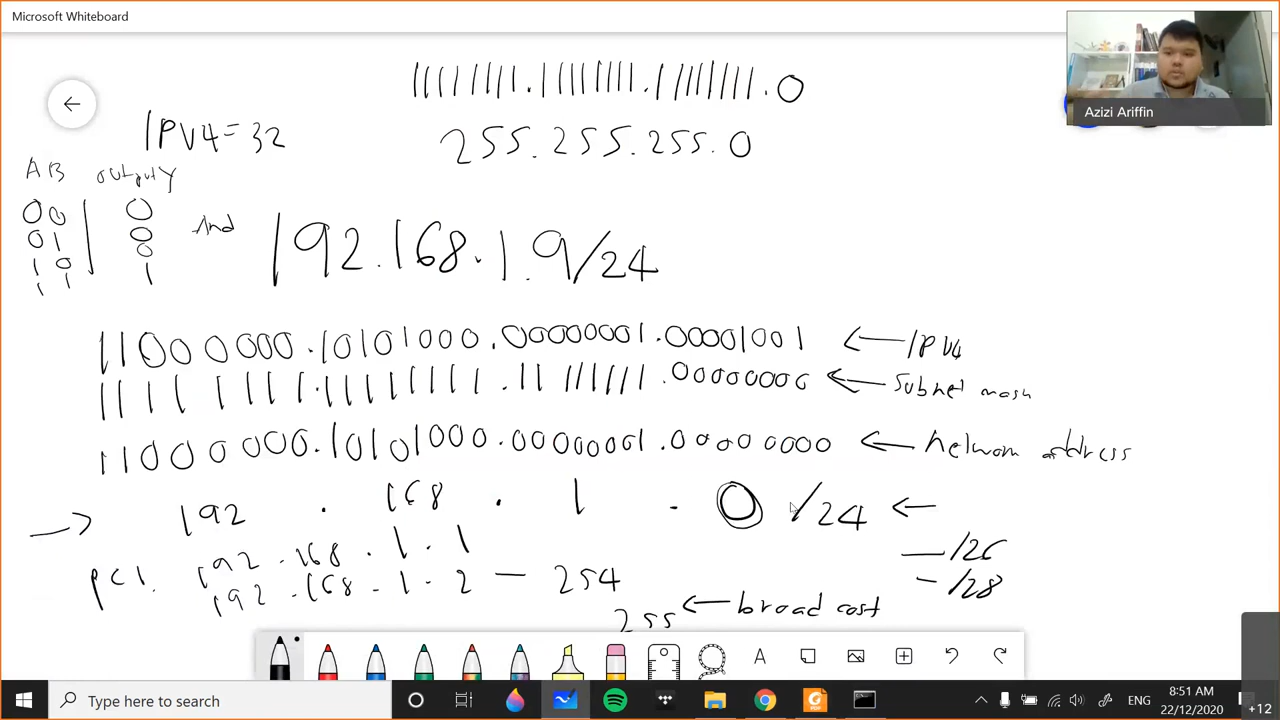 Microsoft Whiteboard
11111111.11111111.11111111.0
Azizi Ariffin
IPV4=32
255.255.255.0
AB output
00 0
01 0
10 0
11 1
And
192.168.1.9/24
11000000.10101000.00000001.00001001 ← IPV4
11111111.11111111.11111111.00000000 ← Subnet mask
11000000.10101000.00000001.00000000 ← network address
→ 192 . 168 . 1 . 0 /24 ←
192.168.1.1
— /26
PC1. 192.168.1.2 — 254
- /28
255 ← broad cast
A
Type here to search
ENG
8:51 AM
22/12/2020
+12